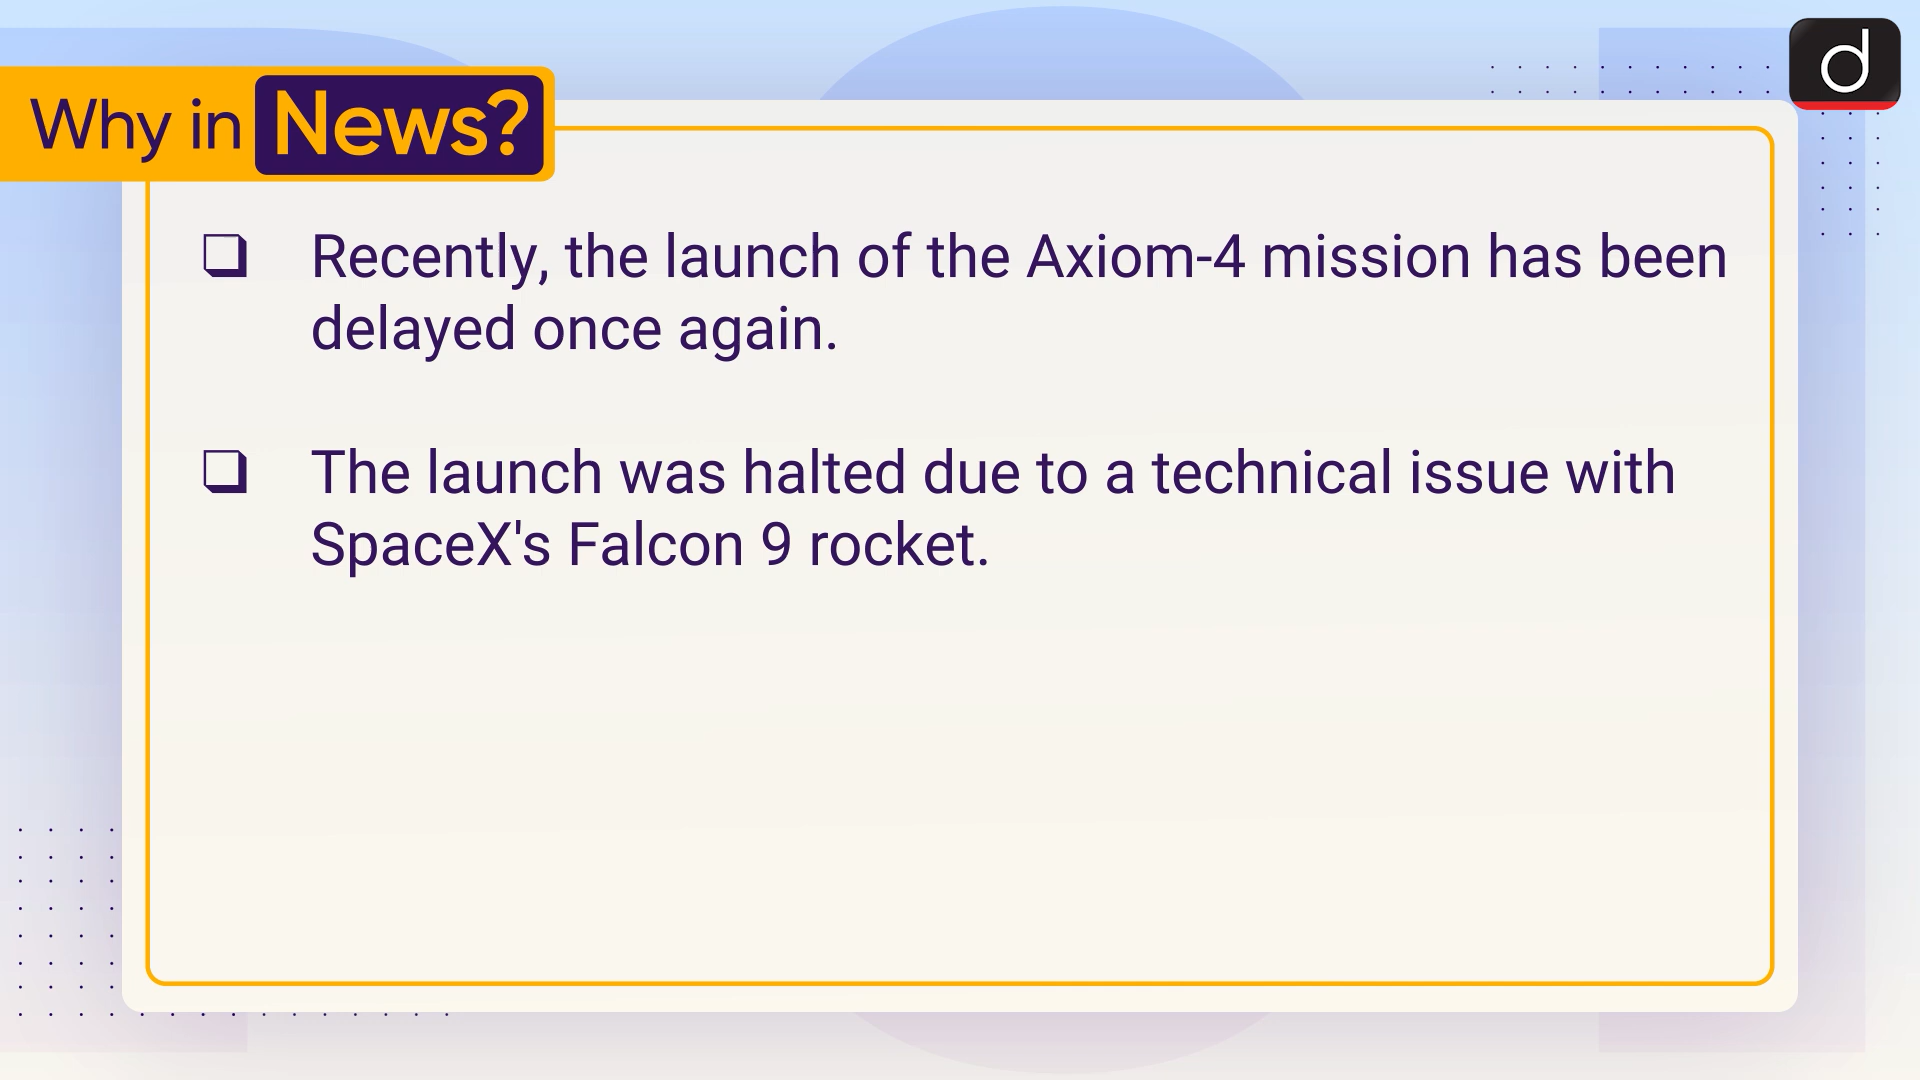 Why in News?
❑ Recently, the launch of the Axiom-4 mission has been
delayed once again.
❑ The launch was halted due to a technical issue with
SpaceX's Falcon 9 rocket.
d